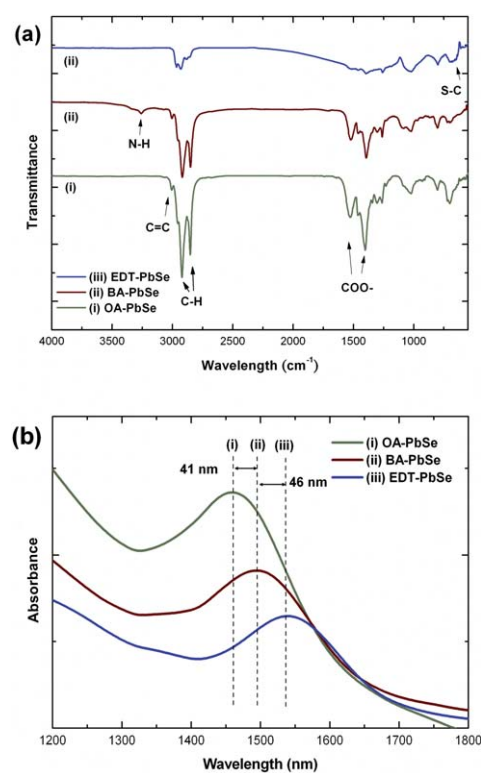 (a)
(ii)
S-C
(ii)
N-H
(i)
C=C
C-H
COO-
(iii) EDT-PbSe
(ii) BA-PbSe
(i) OA-PbSe
Transmittance
4000 3500 3000 2500 2000 1500 1000
Wavelength (cm⁻¹)
(b)
(i) (ii) (iii)
41 nm
46 nm
(i) OA-PbSe
(ii) BA-PbSe
(iii) EDT-PbSe
Absorbance
1200 1300 1400 1500 1600 1700 1800
Wavelength (nm)